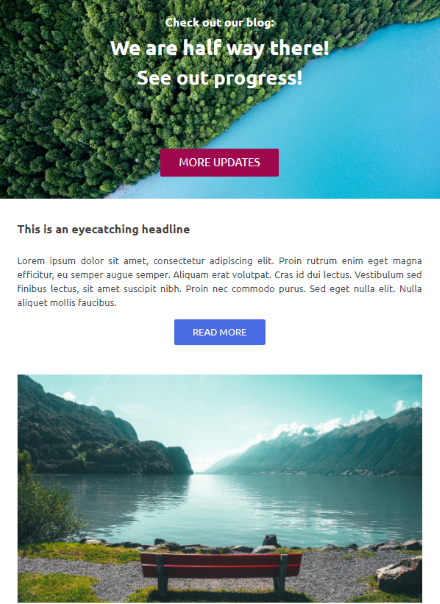 Check out our blog:
We are half way there!
See out progress!
MORE UPDATES
This is an eyecatching headline
Lorem ipsum dolor sit amet, consectetur adipiscing elit. Proin rutrum enim eget magna
efficitur, eu semper augue semper. Aliquam erat volutpat. Cras id dui lectus. Vestibulum sed
finibus lectus, sit amet suscipit nibh. Proin nec commodo purus. Sed eget nulla elit. Nulla
aliquet mollis faucibus.
READ MORE